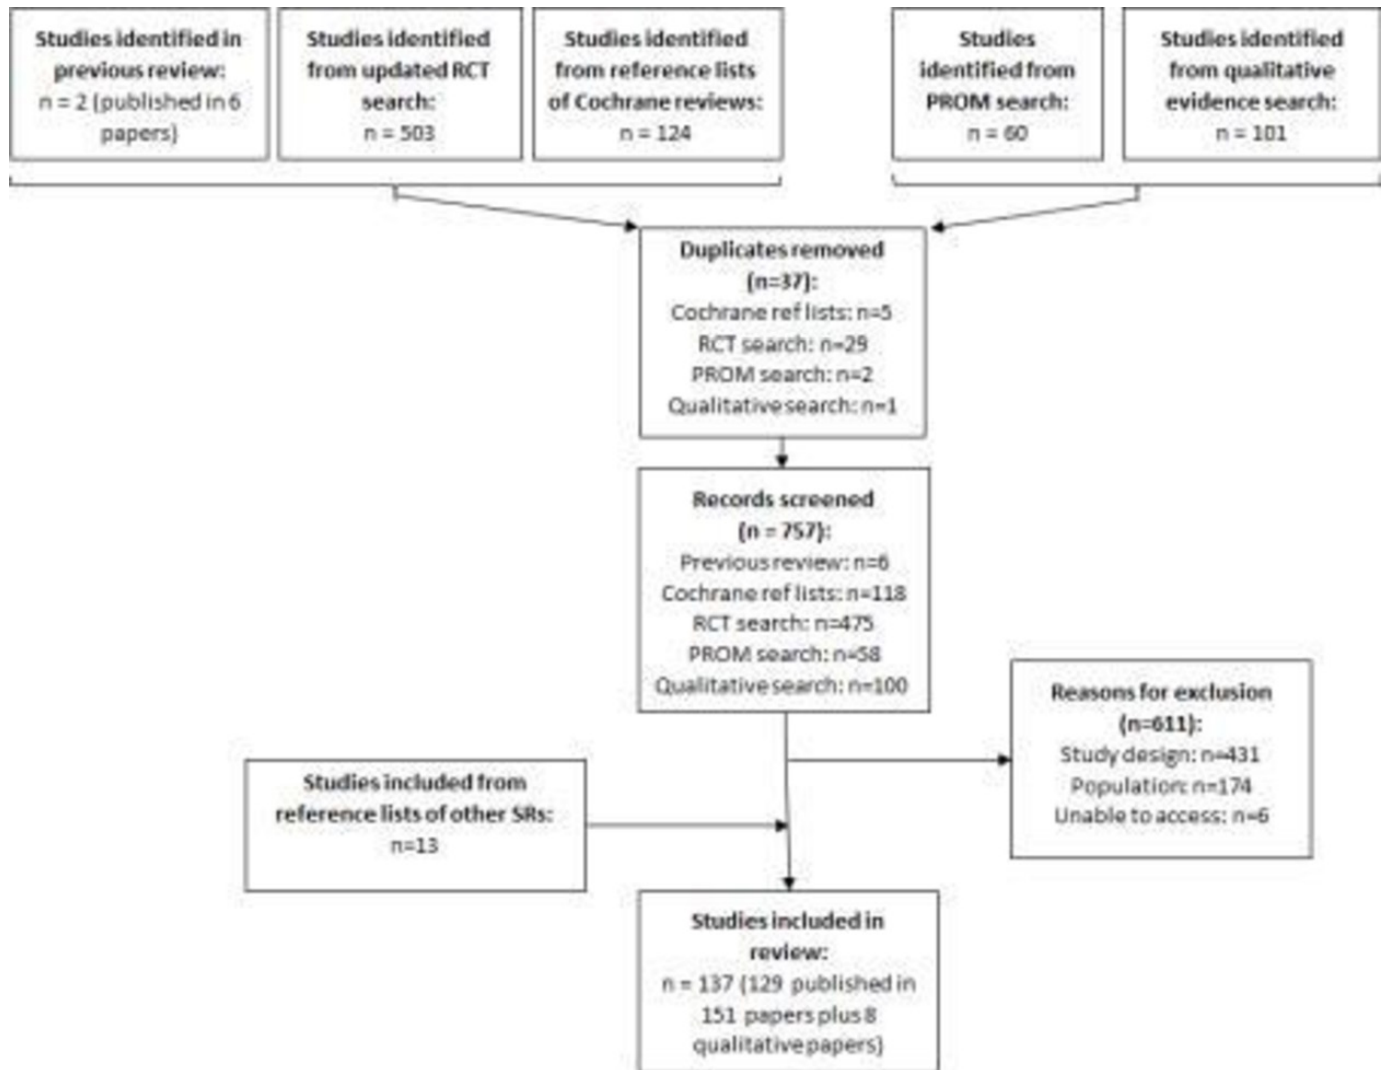 Studies identified in
previous review:
n = 2 (published in 6
papers)
Studies identified
from updated RCT
search:
n = 503
Studies identified
from reference lists
of Cochrane reviews:
n = 124
Studies
identified from
PROM search:
n = 60
Studies identified
from qualitative
evidence search:
n = 101
Duplicates removed
(n=37):
Cochrane ref lists: n=5
RCT search: n=29
PROM search: n=2
Qualitative search: n=1
Records screened
(n = 757):
Previous review: n=6
Cochrane ref lists: n=118
RCT search: n=475
PROM search: n=58
Qualitative search: n=100
Reasons for exclusion
(n=611):
Study design: n=431
Population: n=174
Unable to access: n=6
Studies included from
reference lists of other SRs:
n=13
Studies included in
review:
n = 137 (129 published in
151 papers plus 8
qualitative papers)